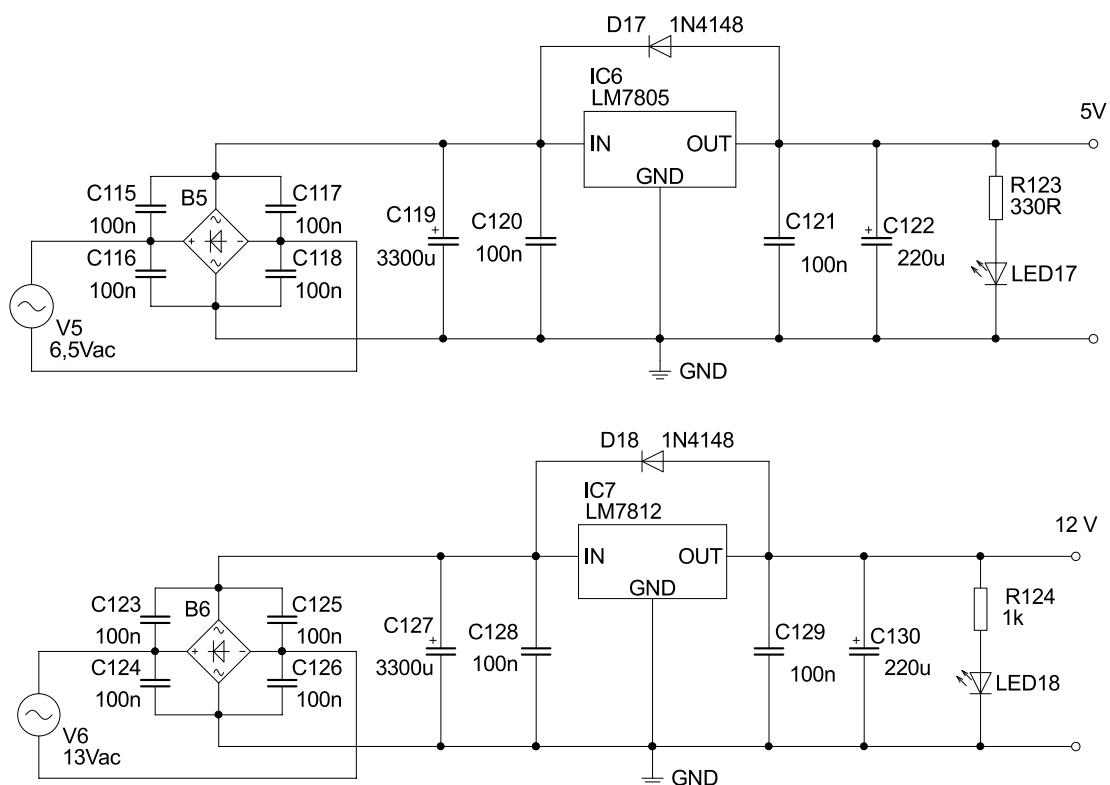 D17 1N4148
IC6
LM7805
5V
IN OUT
GND
C115
100n
B5
C117
100n
C116
100n
C118
100n
~
+ -
~
C119
+
3300u
C120
100n
C121
100n
+
C122
220u
R123
330R
LED17
V5
6,5Vac
GND
D18 1N4148
IC7
LM7812
12 V
IN OUT
GND
C123
100n
B6
C125
100n
C124
100n
C126
100n
~
+ -
~
C127
+
3300u
C128
100n
C129
100n
+
C130
220u
R124
1k
LED18
V6
13Vac
GND